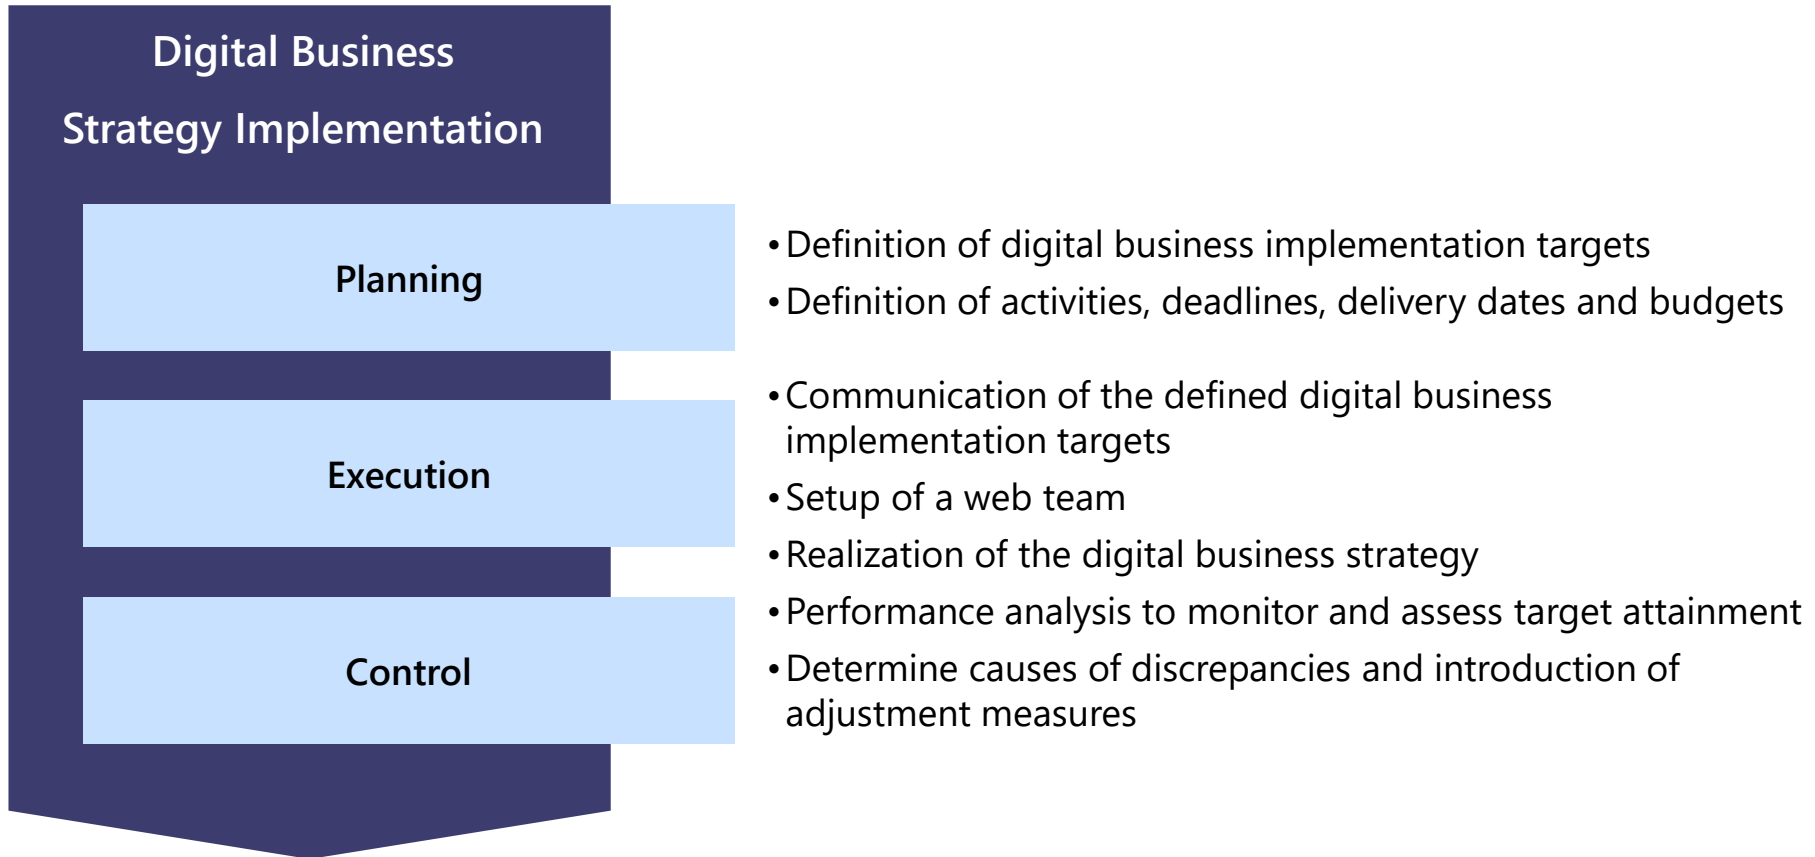 Digital Business
Strategy Implementation
Planning
• Definition of digital business implementation targets
• Definition of activities, deadlines, delivery dates and budgets
Execution
• Communication of the defined digital business
implementation targets
• Setup of a web team
• Realization of the digital business strategy
Control
• Performance analysis to monitor and assess target attainment
• Determine causes of discrepancies and introduction of
adjustment measures